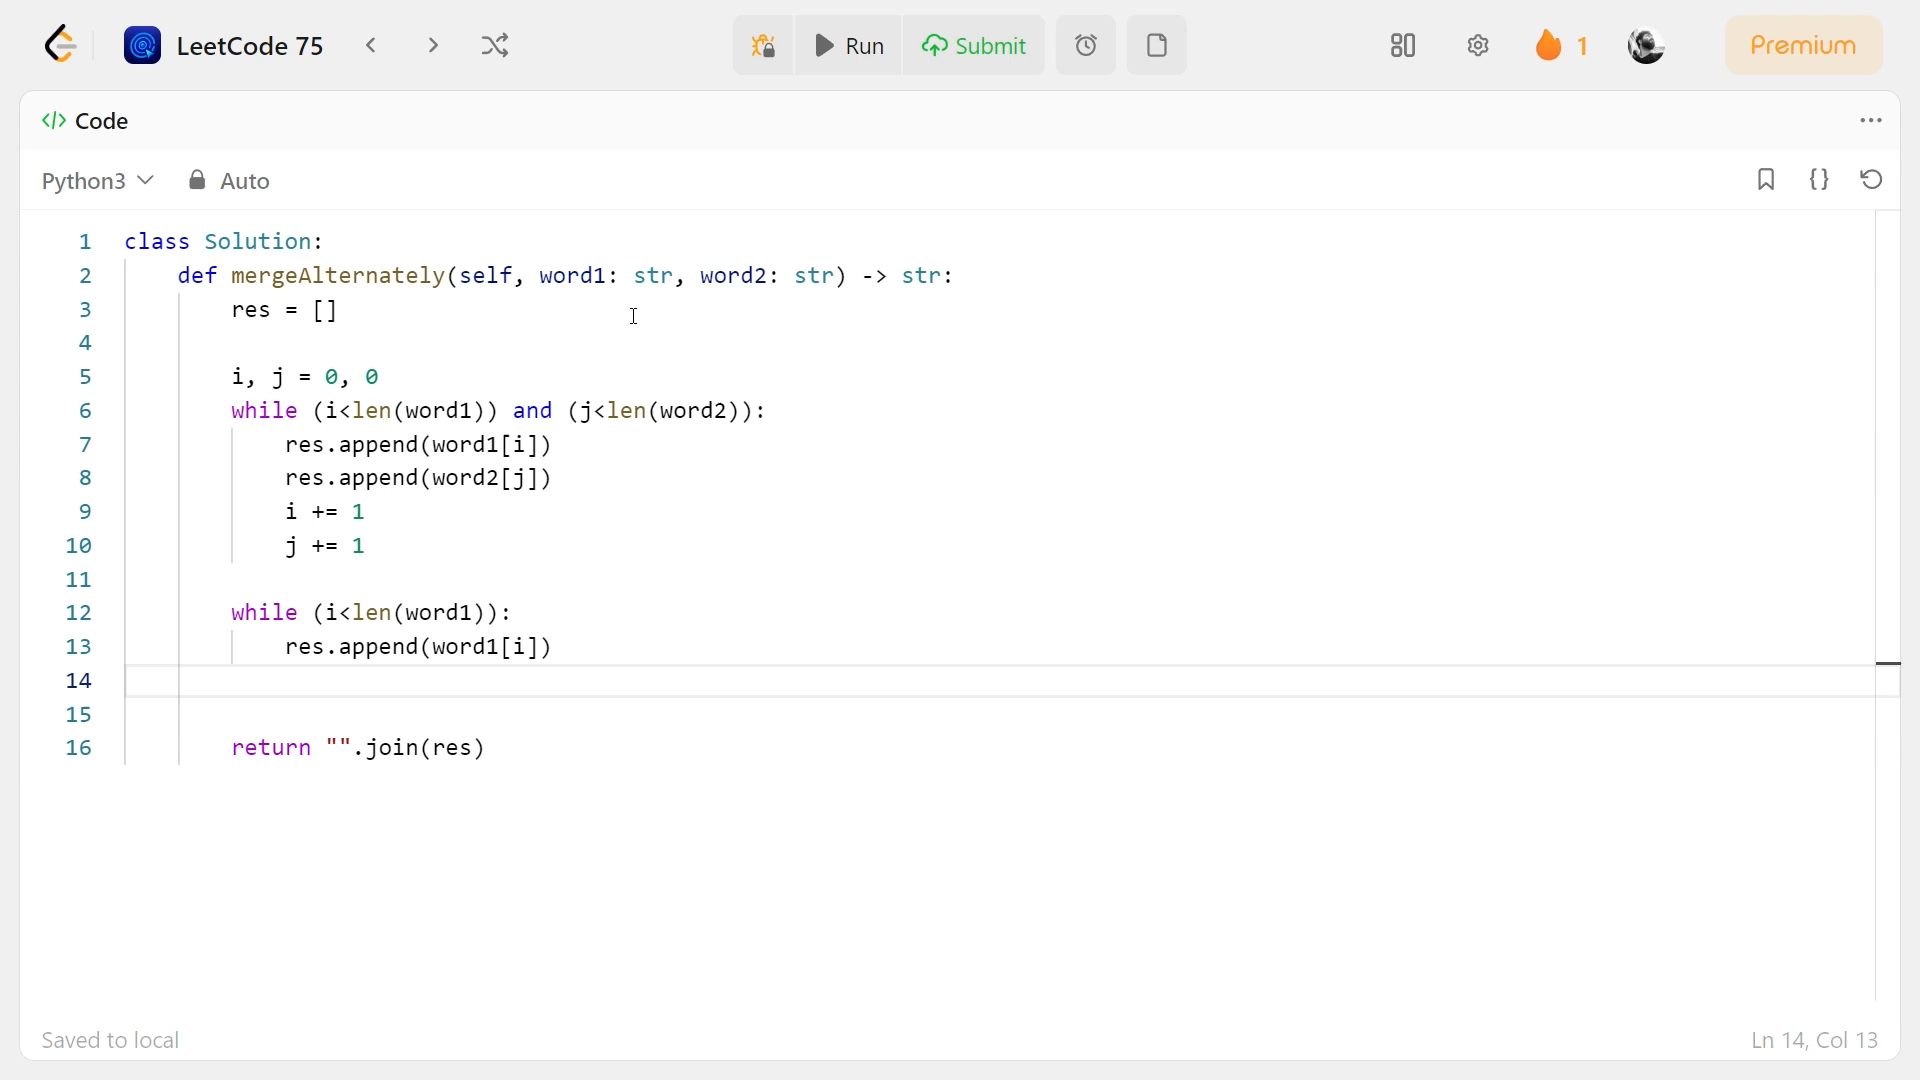 LeetCode 75 Run Submit 1 Premium
</> Code ...
Python3 Auto {}
1 class Solution:
2     def mergeAlternately(self, word1: str, word2: str) -> str:
3         res = []
4
5         i, j = 0, 0
6         while (i<len(word1)) and (j<len(word2)):
7             res.append(word1[i])
8             res.append(word2[j])
9             i += 1
10             j += 1
11
12         while (i<len(word1)):
13             res.append(word1[i])
14
15
16         return "".join(res)
Saved to local Ln 14, Col 13